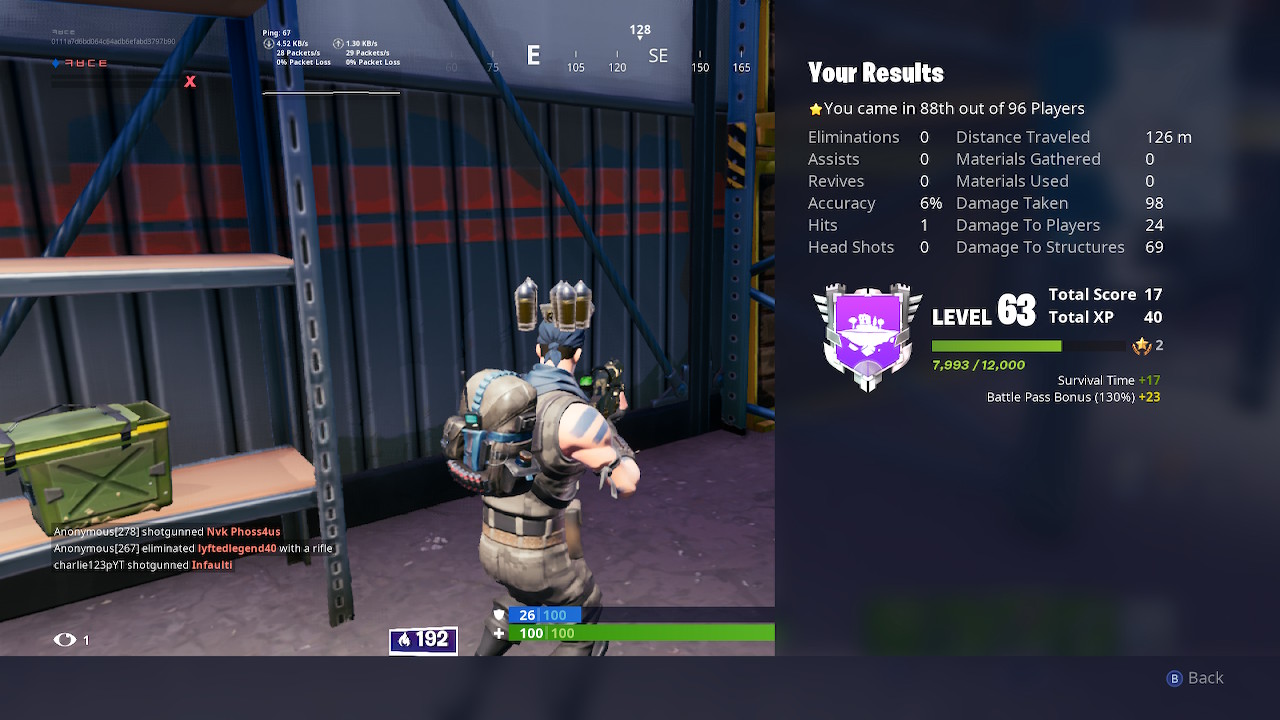 Ping: 67
4.52 KB/s 1.30 KB/s
28 Packets/s 29 Packets/s
0% Packet Loss 0% Packet Loss
128
60 75 E 105 120 SE 150 165
X
Your Results
You came in 88th out of 96 Players
Eliminations 0 Distance Traveled 126 m
Assists 0 Materials Gathered 0
Revives 0 Materials Used 0
Accuracy 6% Damage Taken 98
Hits 1 Damage To Players 24
Head Shots 0 Damage To Structures 69
LEVEL 63
Total Score 17
Total XP 40
2
7,993 / 12,000
Survival Time +17
Battle Pass Bonus (130%) +23
Anonymous[278] shotgunned Nvk Phoss4us
Anonymous[267] eliminated lyftedlegend40 with a rifle
charlie123pYT shotgunned Infaulti
26 | 100
100 | 100
1
192
B Back